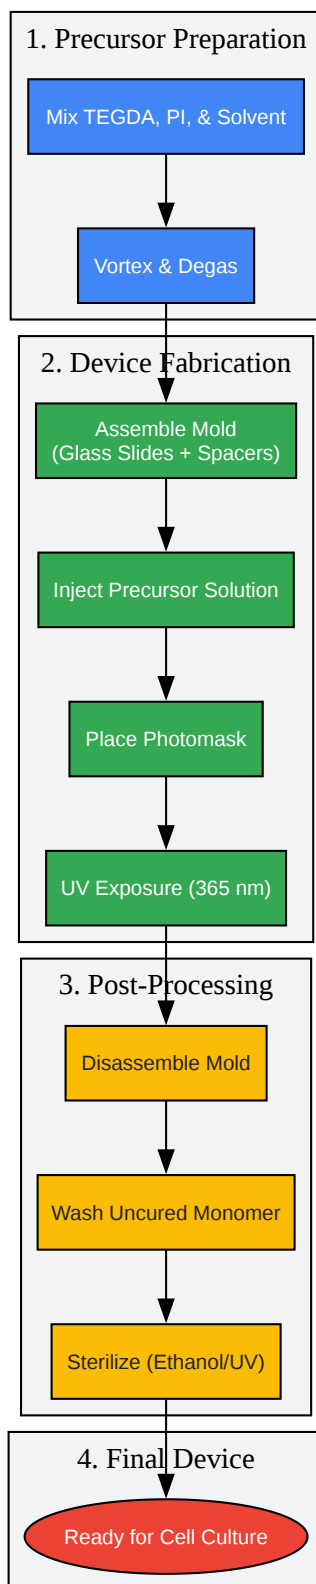 1. Precursor Preparation
Mix TEGDA, PI, & Solvent
Vortex & Degas
2. Device Fabrication
Assemble Mold
(Glass Slides + Spacers)
Inject Precursor Solution
Place Photomask
UV Exposure (365 nm)
3. Post-Processing
Disassemble Mold
Wash Uncured Monomer
Sterilize (Ethanol/UV)
4. Final Device
Ready for Cell Culture